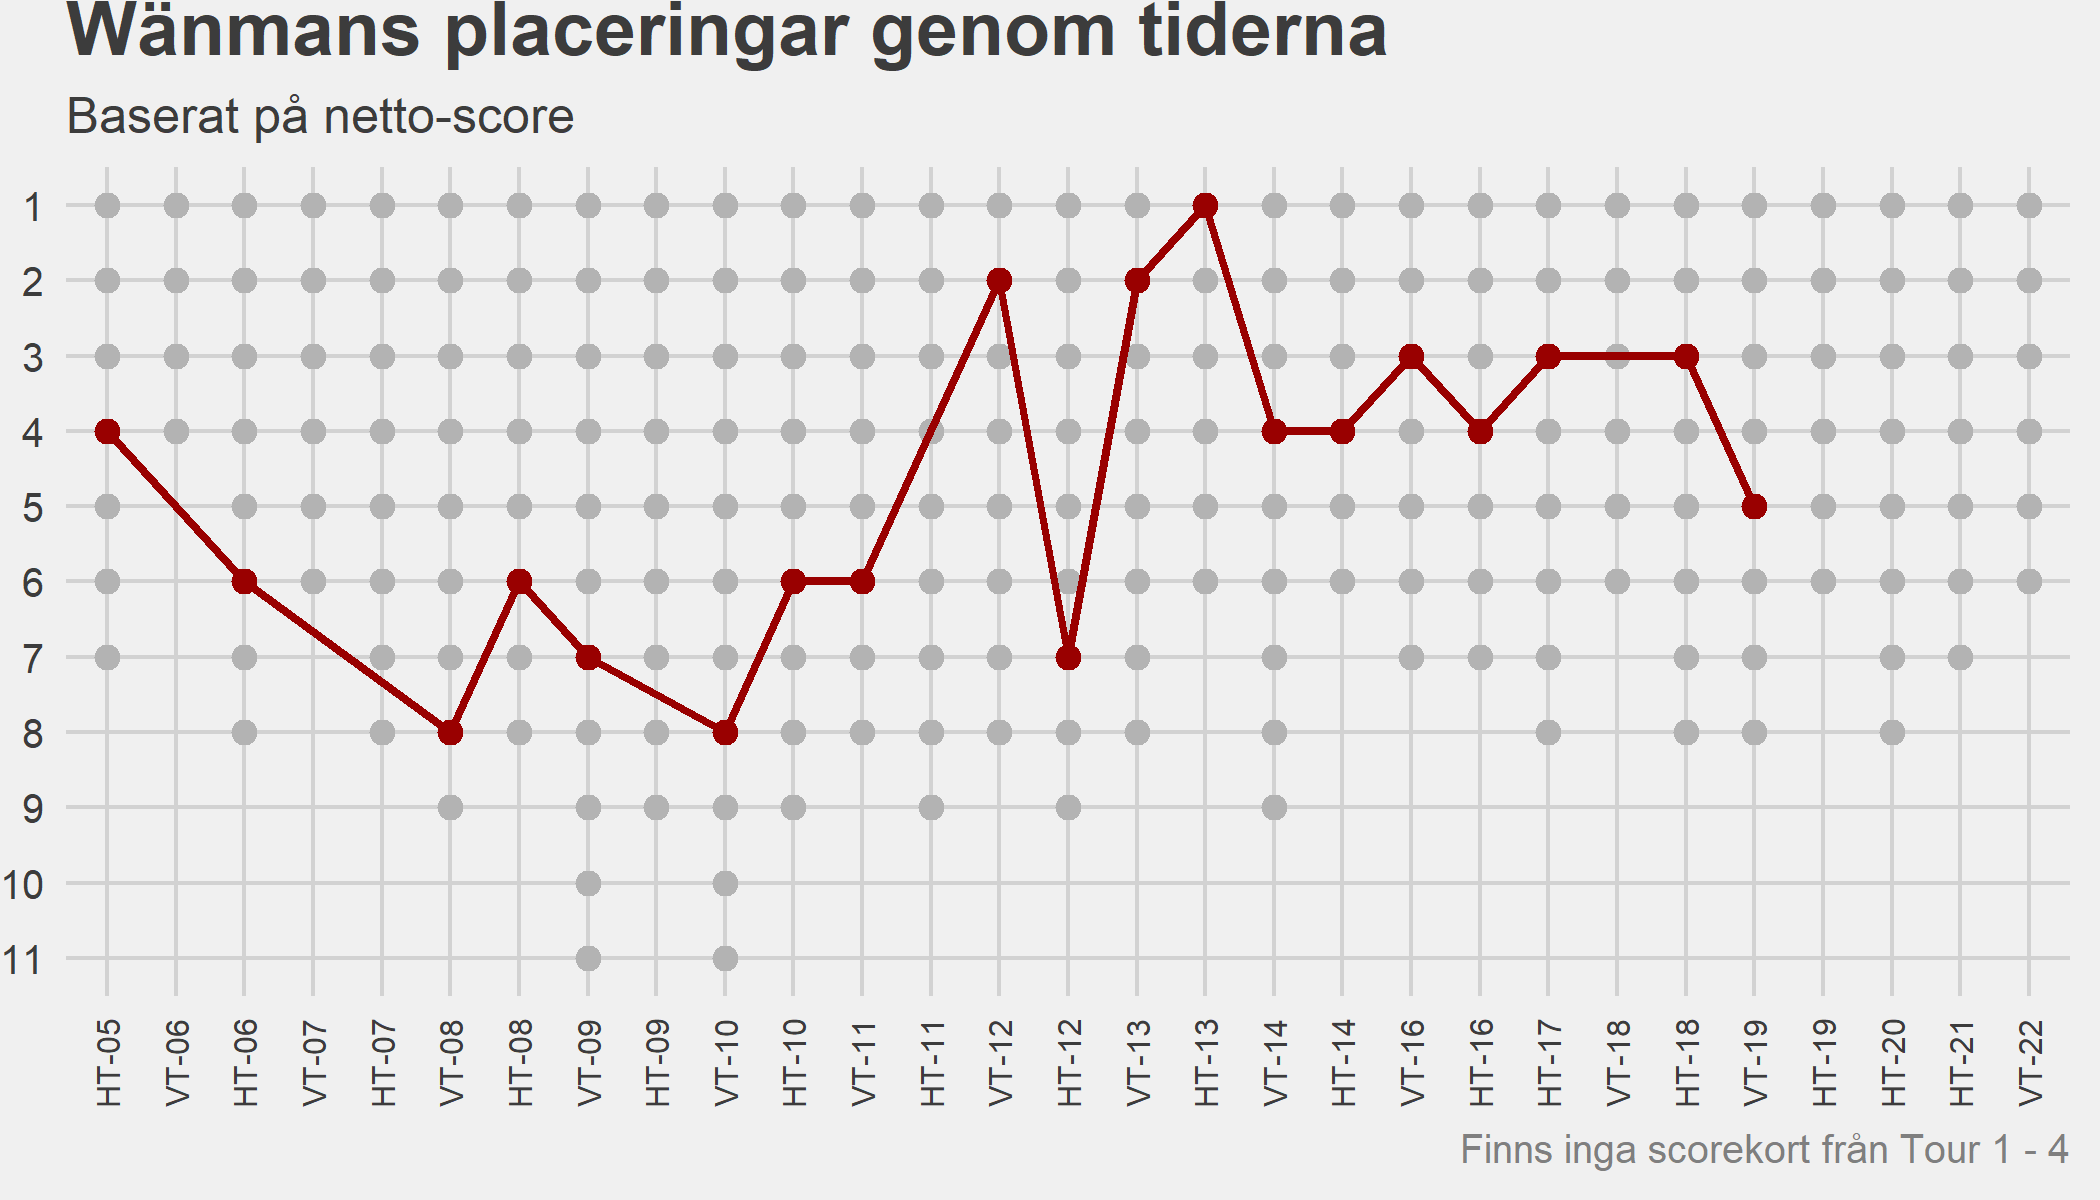 Wänmans placeringar genom tiderna
Baserat på netto-score
1
2
3
4
5
6
7
8
9
10
11
HT-05
VT-06
HT-06
VT-07
HT-07
VT-08
HT-08
VT-09
HT-09
VT-10
HT-10
VT-11
HT-11
VT-12
HT-12
VT-13
HT-13
VT-14
HT-14
VT-16
HT-16
HT-17
VT-18
HT-18
VT-19
HT-19
HT-20
HT-21
VT-22
Finns inga scorekort från Tour 1 - 4